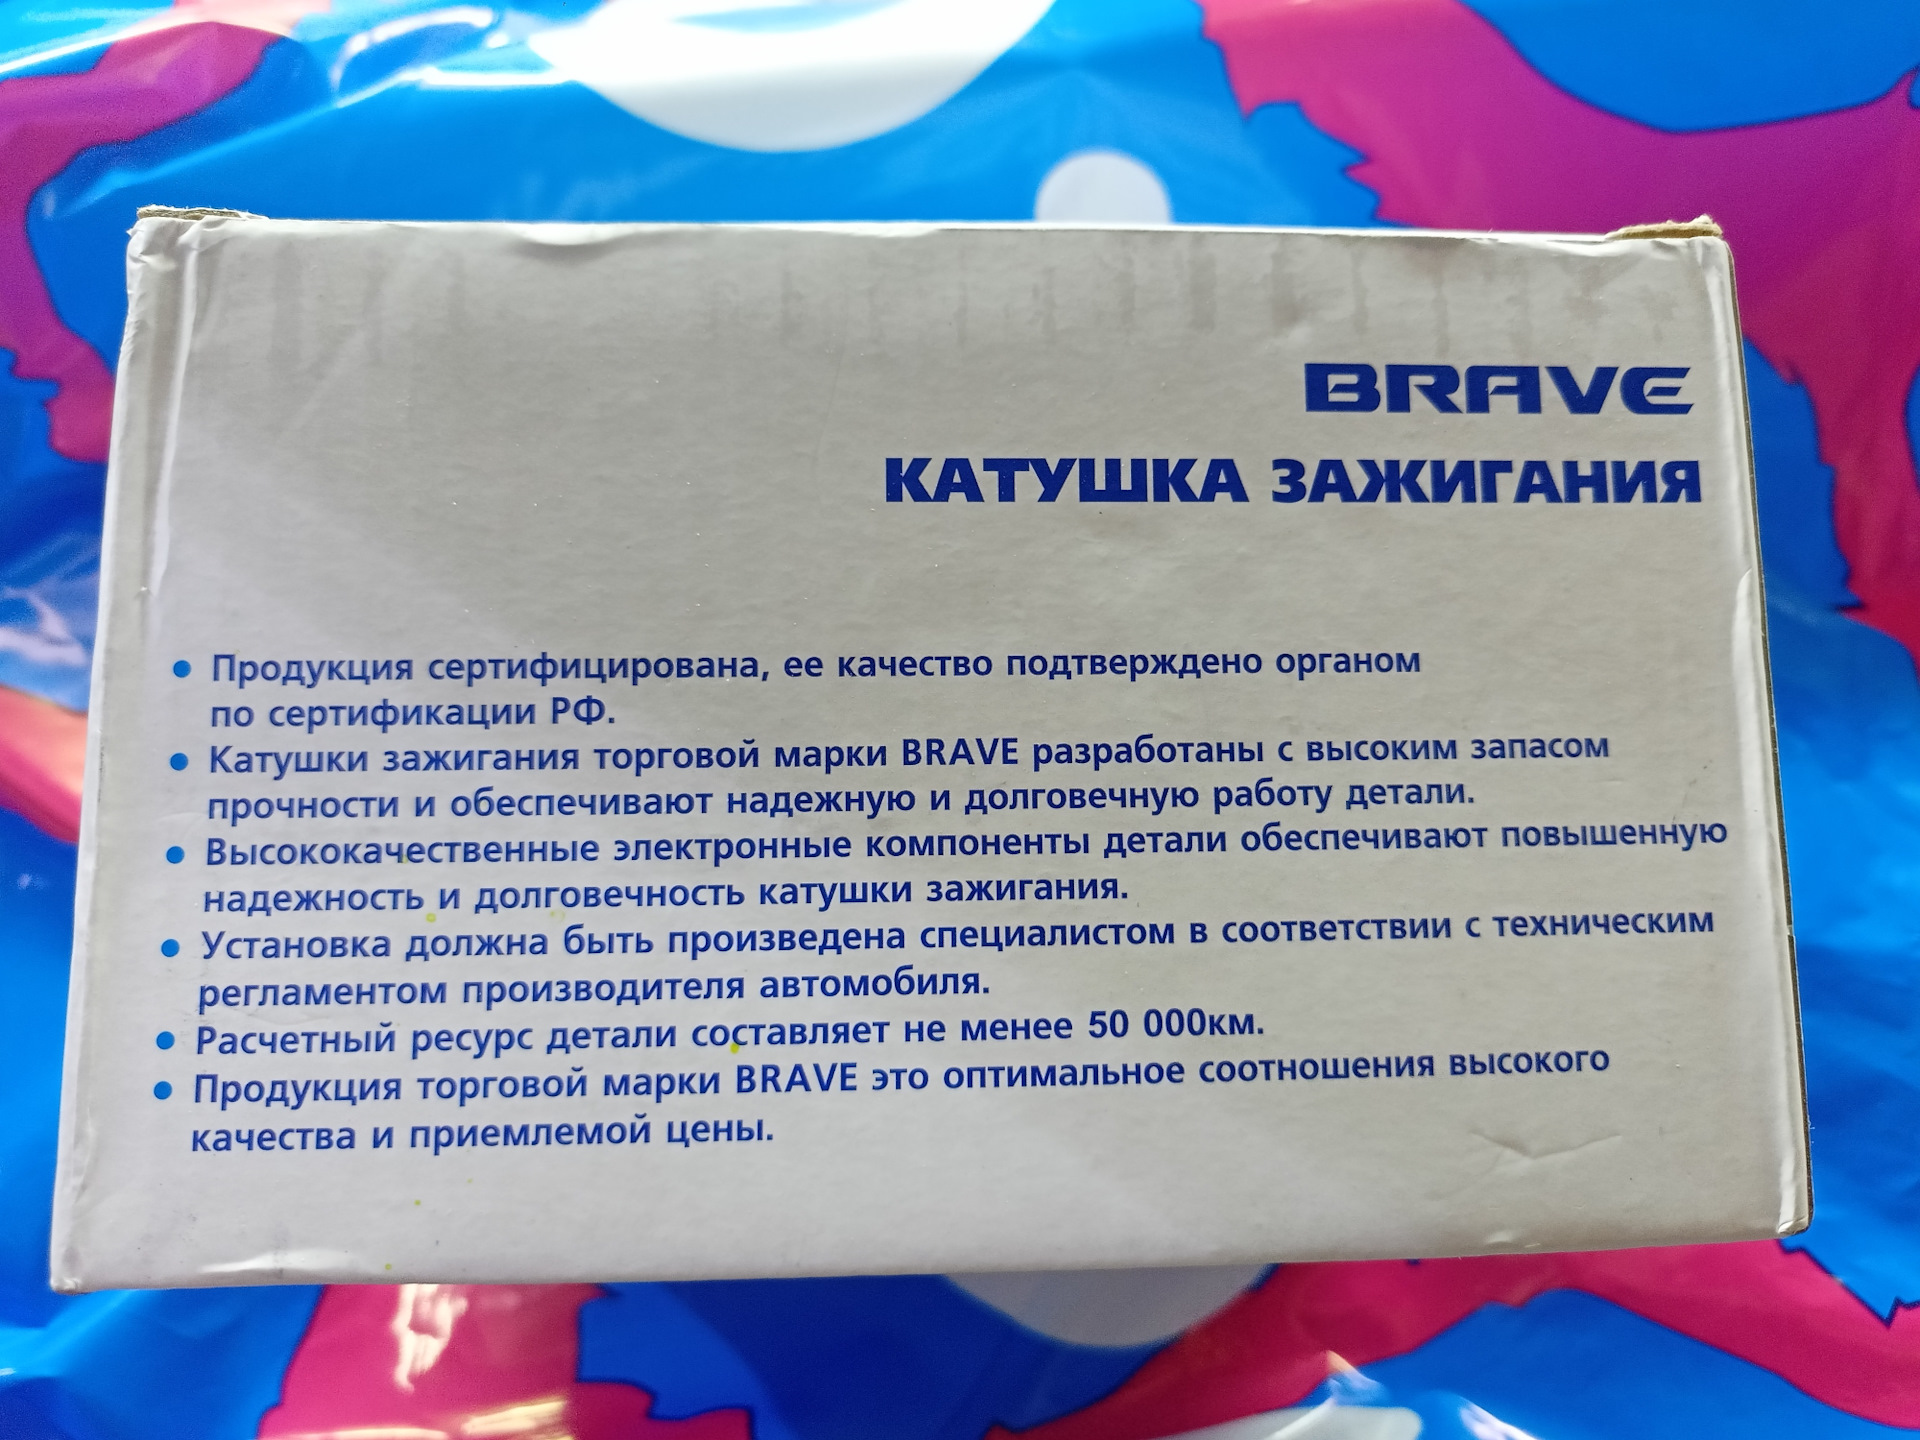 BRAVE
КАТУШКА ЗАЖИГАНИЯ
• Продукция сертифицирована, ее качество подтверждено органом
по сертификации РФ.
• Катушки зажигания торговой марки BRAVE разработаны с высоким запасом
прочности и обеспечивают надежную и долговечную работу детали.
• Высококачественные электронные компоненты детали обеспечивают повышенную
надежность и долговечность катушки зажигания.
• Установка должна быть произведена специалистом в соответствии с техническим
регламентом производителя автомобиля.
• Расчетный ресурс детали составляет не менее 50 000км.
• Продукция торговой марки BRAVE это оптимальное соотношения высокого
качества и приемлемой цены.